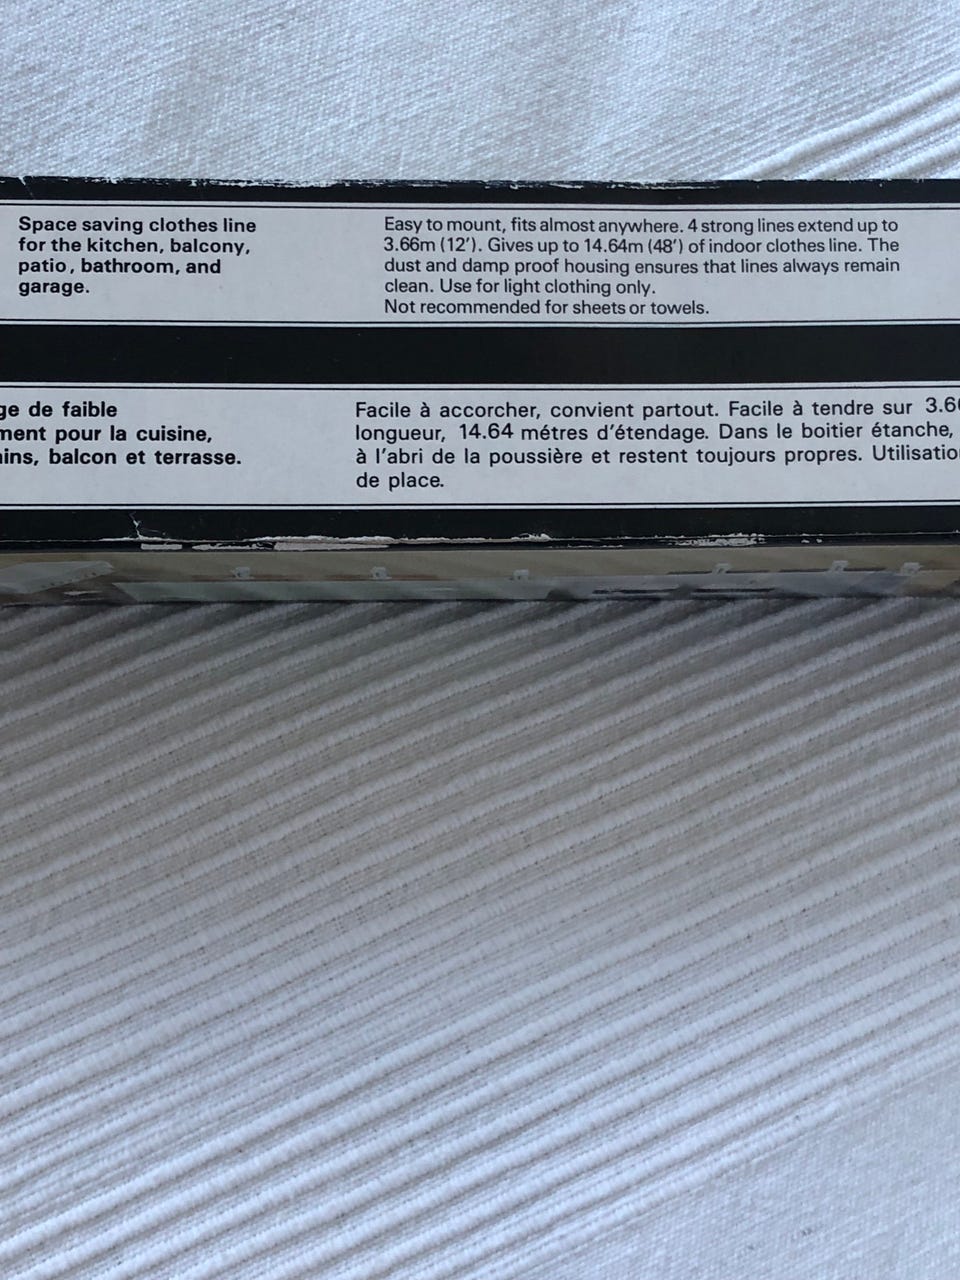 Space saving clothes line
for the kitchen, balcony,
patio, bathroom, and
garage.
Easy to mount, fits almost anywhere. 4 strong lines extend up to
3.66m (12'). Gives up to 14.64m (48') of indoor clothes line. The
dust and damp proof housing ensures that lines always remain
clean. Use for light clothing only.
Not recommended for sheets or towels.
de faible
pour la cuisine,
balcon et terrasse.
Facile à accorcher, convient partout. Facile à tendre sur
longueur, 14.64 métres d'étendage. Dans le boitier étanche,
à l'abri de la poussière et restent toujours propres.
de place.